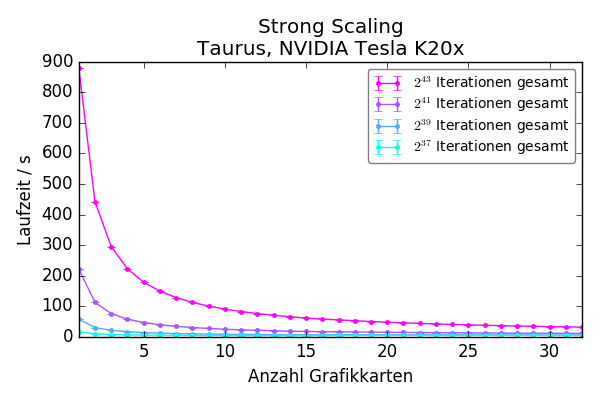 Strong Scaling
Taurus, NVIDIA Tesla K20x
900
800
700
600
500
400
300
200
100
0
Laufzeit / s
2^43 Iterationen gesamt
2^41 Iterationen gesamt
2^39 Iterationen gesamt
2^37 Iterationen gesamt
5 10 15 20 25 30
Anzahl Grafikkarten